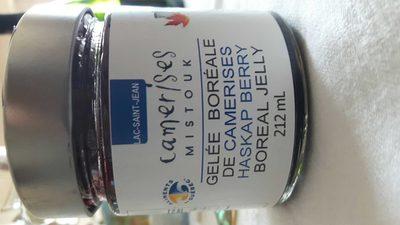 LAC-SAINT-JEAN
camerises
MISTOUK
GELÉE BORÉALE
DE CAMERISES
HASKAP BERRY
BOREAL JELLY
212 mL